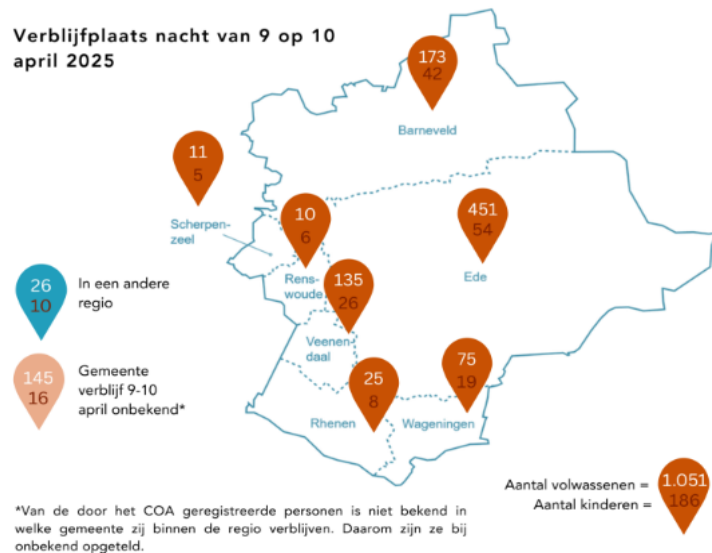 Verblijfplaats nacht van 9 op 10
april 2025
173
42
Barneveld
11
5
Scherpen-
zeel
10
6
Rens-
woude
451
54
Ede
135
26
Veenen-
daal
26
10
In een andere
regio
145
16
Gemeente
verblijf 9-10
april onbekend*
25
8
Rhenen
75
19
Wageningen
*Van de door het COA geregistreerde personen is niet bekend in
welke gemeente zij binnen de regio verblijven. Daarom zijn ze bij
onbekend opgeteld.
Aantal volwassenen =
Aantal kinderen =
1.051
186